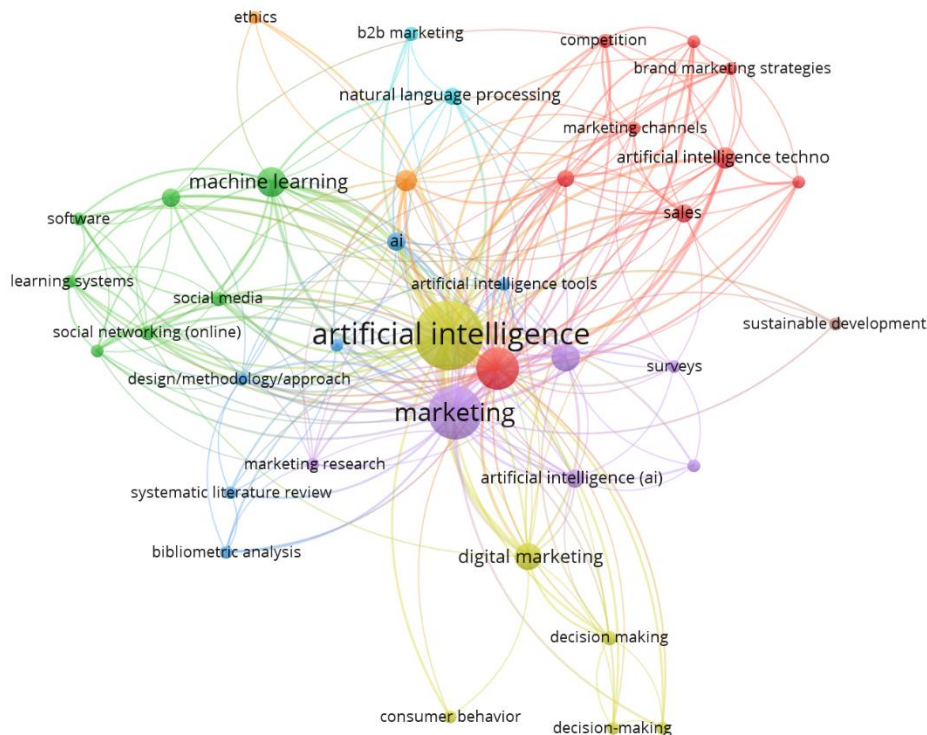 ethics
b2b marketing
competition
brand marketing strategies
natural language processing
marketing channels
artificial intelligence techno
machine learning
sales
software
ai
learning systems
artificial intelligence tools
social media
social networking (online)
artificial intelligence
sustainable development
surveys
design/methodology/approach
marketing
marketing research
artificial intelligence (ai)
systematic literature review
bibliometric analysis
digital marketing
decision making
consumer behavior
decision-making